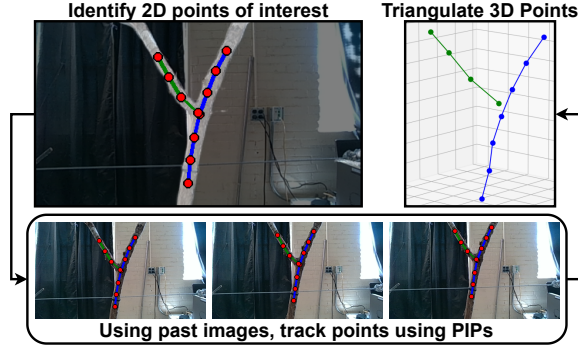 Identify 2D points of interest
Triangulate 3D Points
Using past images, track points using PIPs